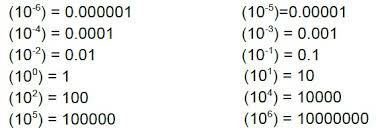 (10⁻⁶) = 0.000001 (10⁻⁵)=0.00001
(10⁻⁴) = 0.0001 (10⁻³) = 0.001
(10⁻²) = 0.01 (10⁻¹) = 0.1
(10⁰) = 1 (10¹) = 10
(10²) = 100 (10⁴) = 10000
(10⁵) = 100000 (10⁶) = 10000000